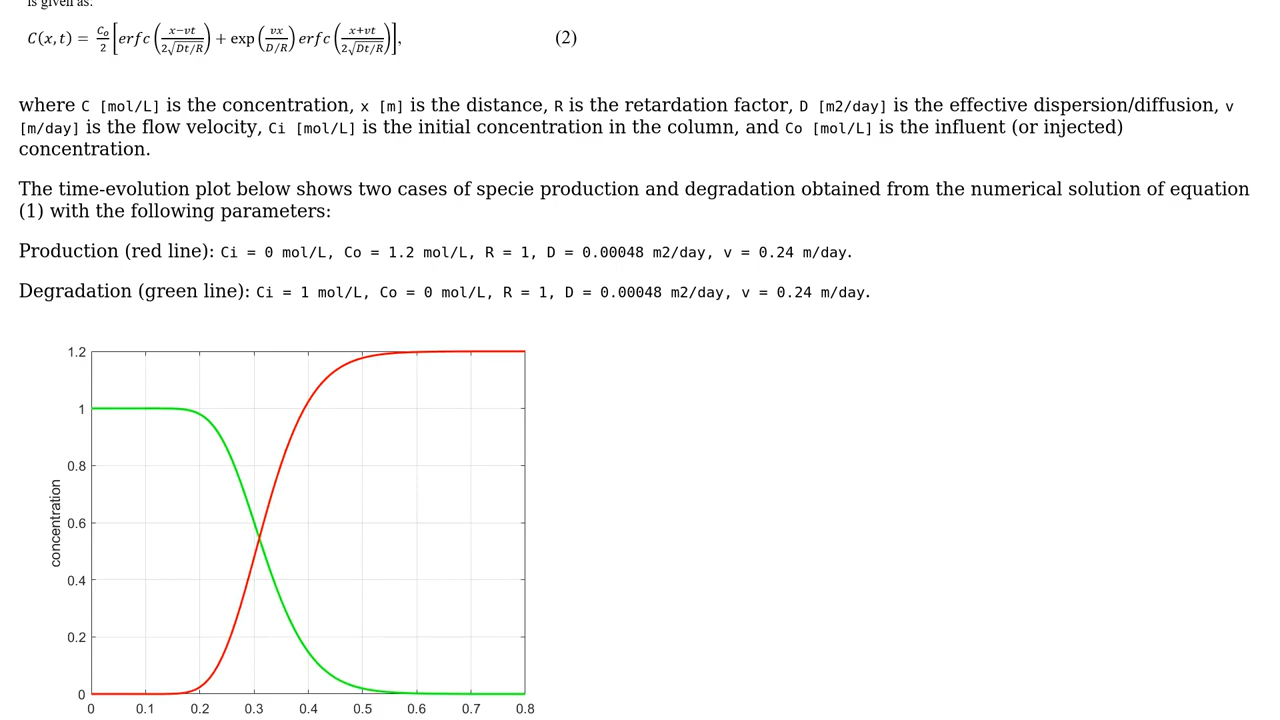 is given as:
C(x,t) = Co/2 [erfc((x−vt)/(2√(Dt/R))) + exp(vx/(D/R)) erfc((x+vt)/(2√(Dt/R)))], (2)
where C [mol/L] is the concentration, x [m] is the distance, R is the retardation factor, D [m2/day] is the effective dispersion/diffusion, v
[m/day] is the flow velocity, Ci [mol/L] is the initial concentration in the column, and Co [mol/L] is the influent (or injected)
concentration.
The time-evolution plot below shows two cases of specie production and degradation obtained from the numerical solution of equation
(1) with the following parameters:
Production (red line): Ci = 0 mol/L, Co = 1.2 mol/L, R = 1, D = 0.00048 m2/day, v = 0.24 m/day.
Degradation (green line): Ci = 1 mol/L, Co = 0 mol/L, R = 1, D = 0.00048 m2/day, v = 0.24 m/day.
1.2
1
0.8
0.6
0.4
0.2
0
concentration
0 0.1 0.2 0.3 0.4 0.5 0.6 0.7 0.8